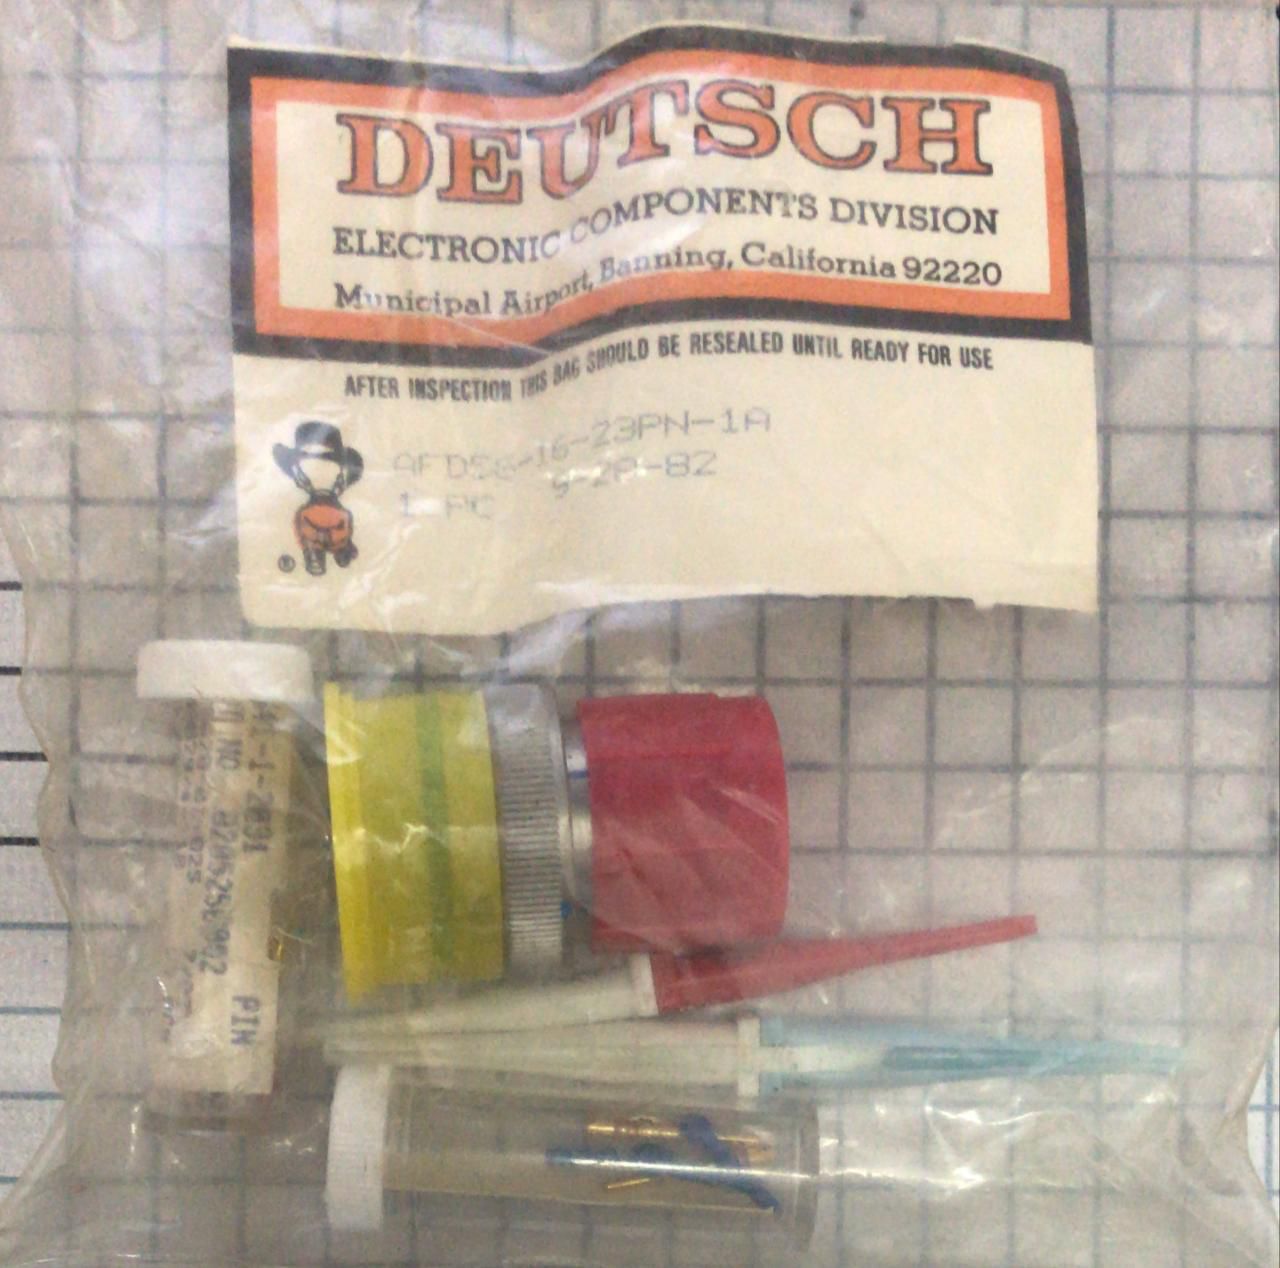 DEUTSCH
ELECTRONIC COMPONENTS DIVISION
Municipal Airport, Banning, California 92220
AFTER INSPECTION THIS BAG SHOULD BE RESEALED UNTIL READY FOR USE
AFD56-16-23PN-1A
1 PC
®
PIN